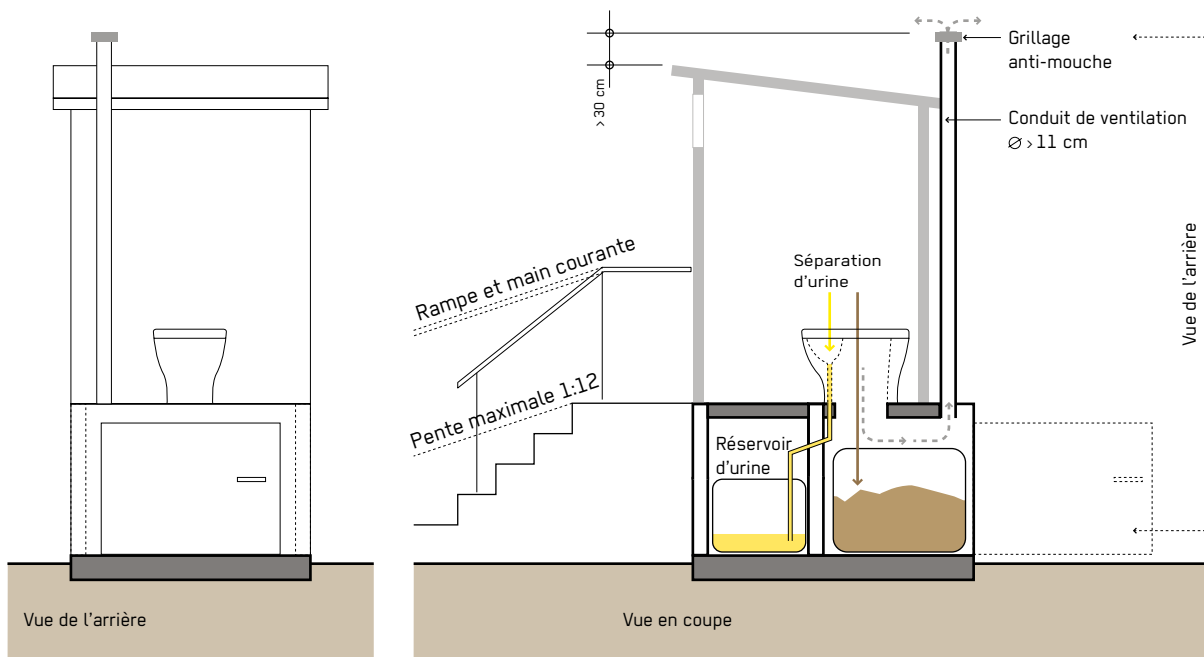 Grillage
anti-mouche
> 30 cm
Conduit de ventilation
Ø > 11 cm
Vue de l'arrière
Séparation
d'urine
Rampe et main courante
Pente maximale 1:12
Réservoir
d'urine
Vue de l'arrière
Vue en coupe